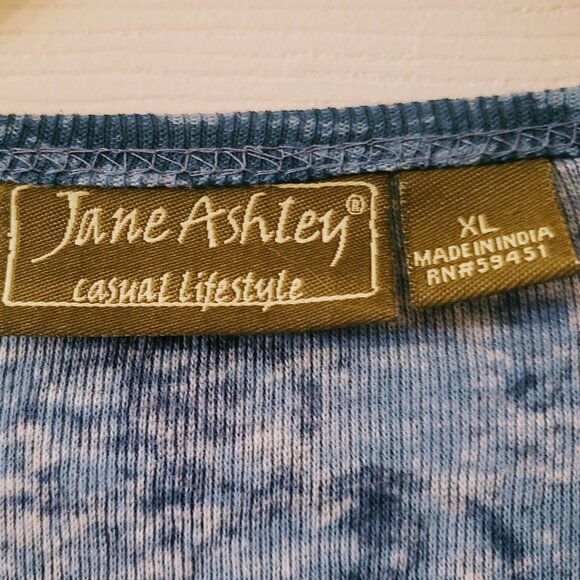 Jane Ashley®
casual lifestyle
XL
MADE IN INDIA
RN#59451